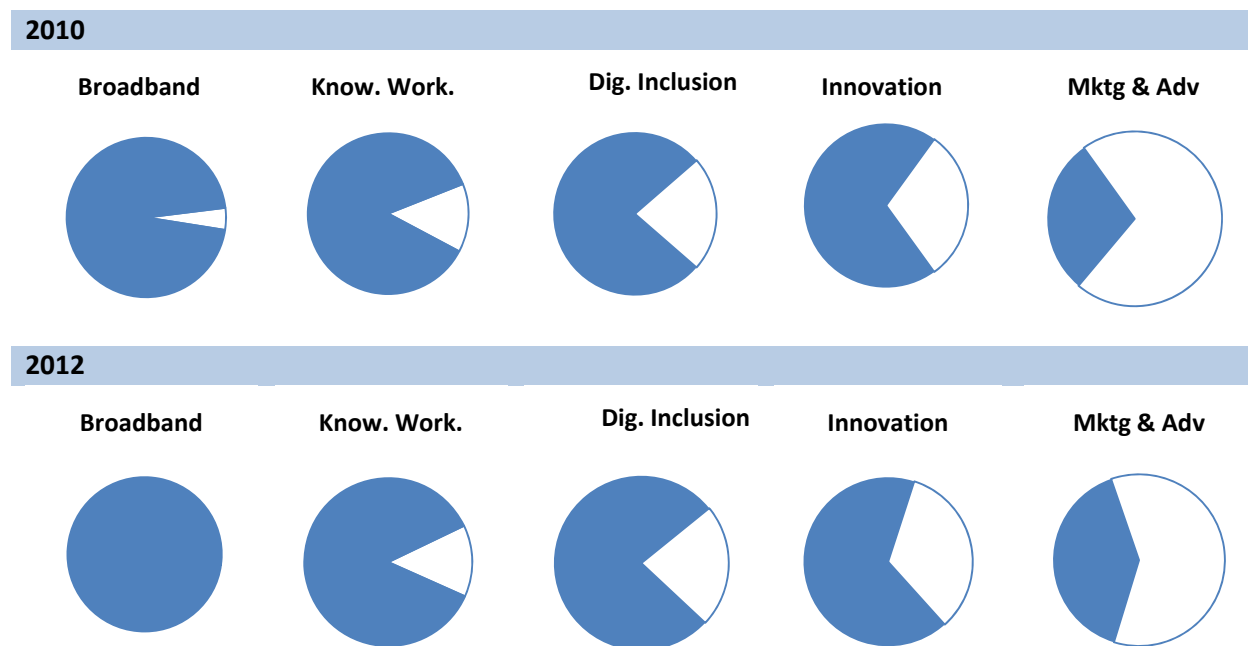 2010
Broadband Know. Work. Dig. Inclusion Innovation Mktg & Adv
2012
Broadband Know. Work. Dig. Inclusion Innovation Mktg & Adv